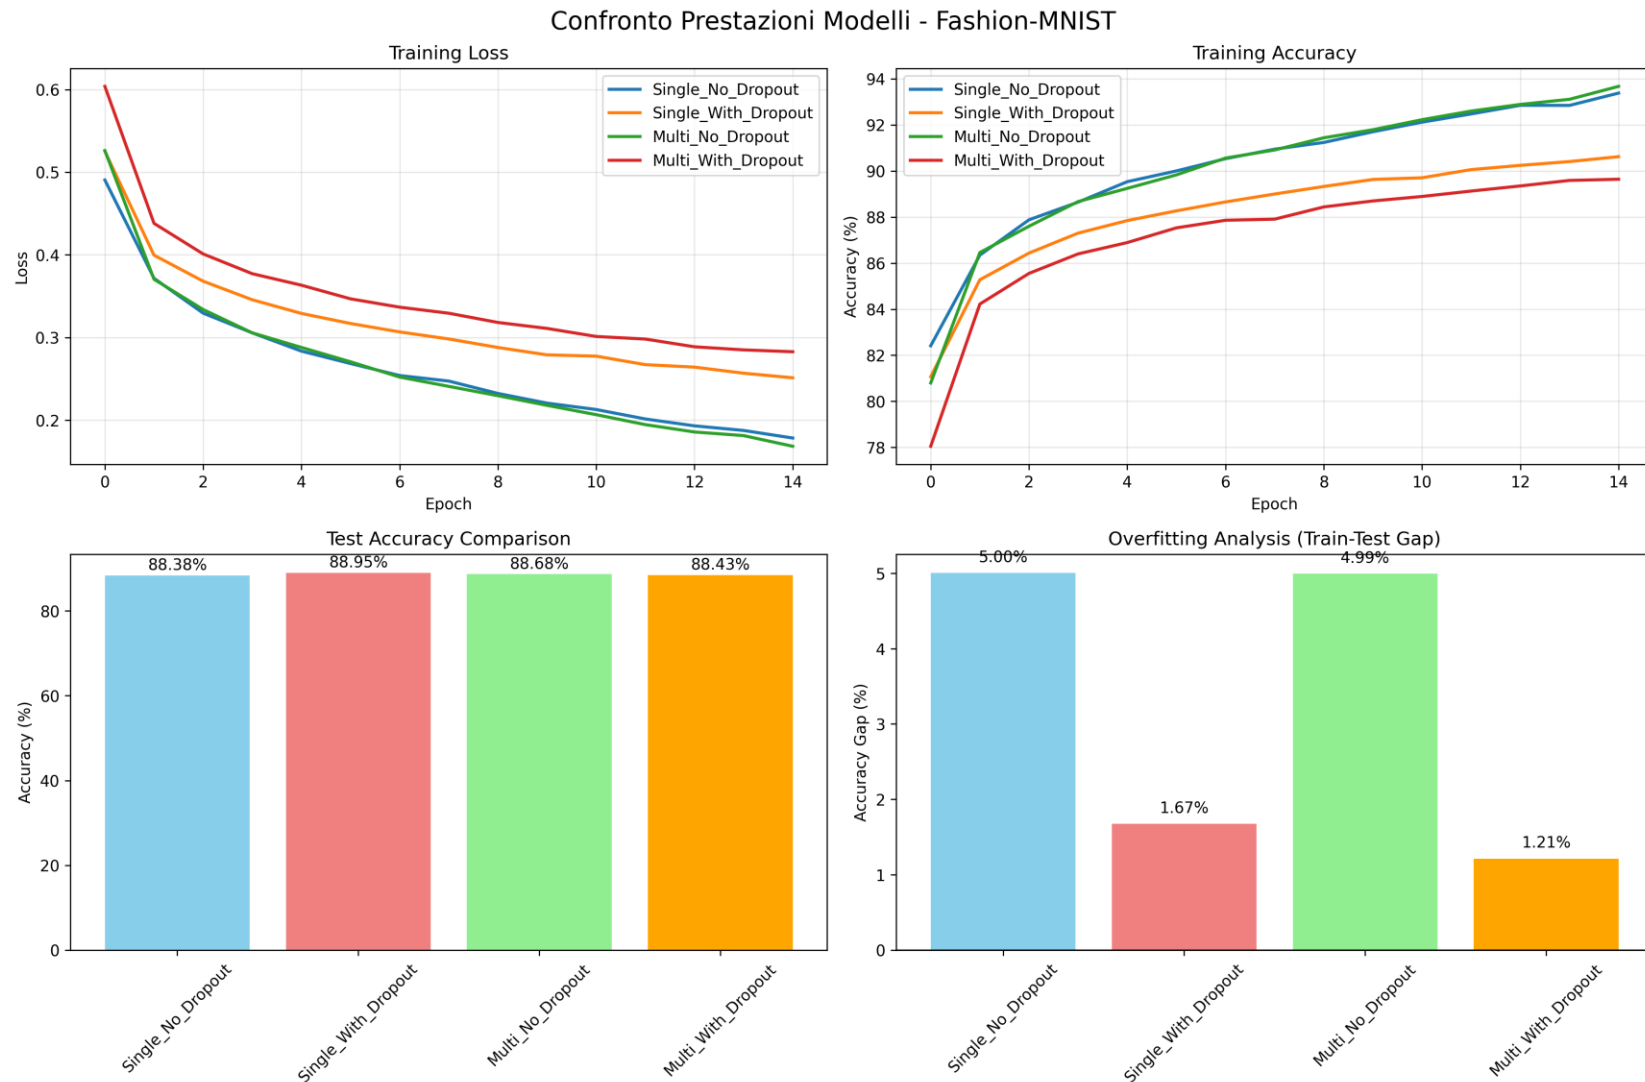 Confronto Prestazioni Modelli - Fashion-MNIST
Training Loss
0.6
0.5
0.4
0.3
0.2
Loss
0 2 4 6 8 10 12 14
Epoch
Single_No_Dropout
Single_With_Dropout
Multi_No_Dropout
Multi_With_Dropout
Training Accuracy
94
92
90
88
86
84
82
80
78
Accuracy (%)
0 2 4 6 8 10 12 14
Epoch
Single_No_Dropout
Single_With_Dropout
Multi_No_Dropout
Multi_With_Dropout
Test Accuracy Comparison
88.38% 88.95% 88.68% 88.43%
80
60
40
20
0
Accuracy (%)
Single_No_Dropout
Single_With_Dropout
Multi_No_Dropout
Multi_With_Dropout
Overfitting Analysis (Train-Test Gap)
5.00% 1.67% 4.99% 1.21%
5
4
3
2
1
0
Accuracy Gap (%)
Single_No_Dropout
Single_With_Dropout
Multi_No_Dropout
Multi_With_Dropout